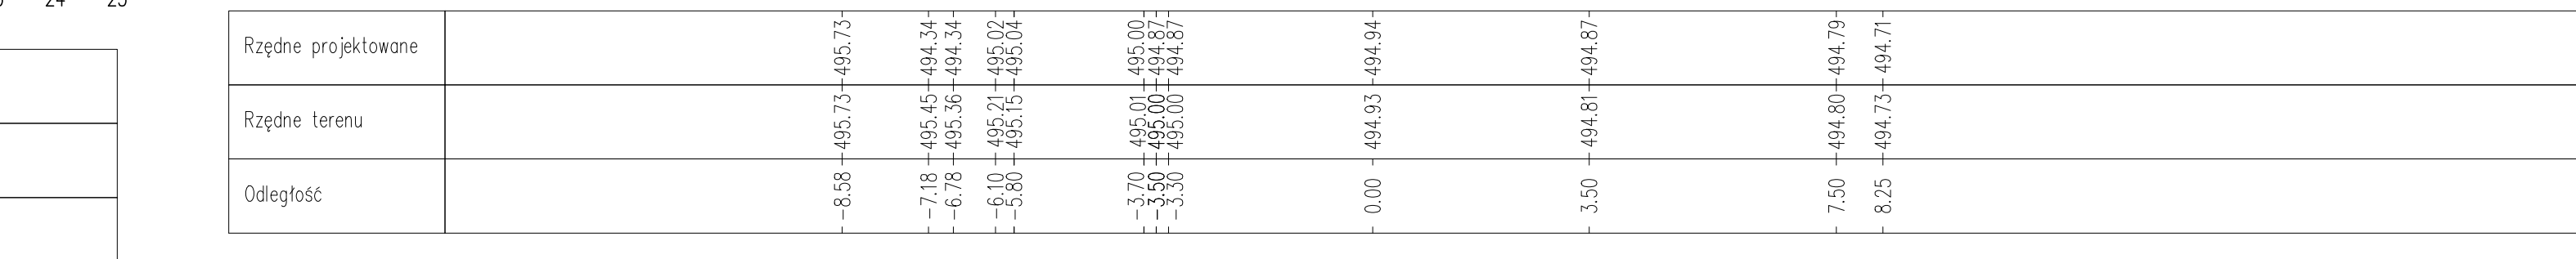 24 25
Rzędne projektowane 495.73 494.34 494.34 495.02 495.04 495.00 494.87 494.87 494.94 494.87 494.79 494.71
Rzędne terenu 495.73 495.45 495.36 495.21 495.15 495.01 495.00 495.00 494.93 494.81 494.80 494.73
Odległość -8.58 -7.18 -6.78 -6.10 -5.80 -3.70 -3.50 -3.30 0.00 3.50 7.50 8.25